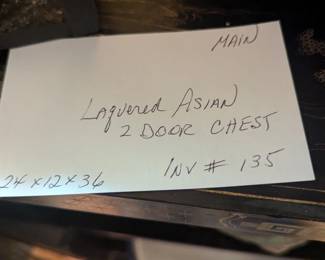 MAIN
Laquered ASIAN
2 DOOR CHEST
INV # 135
24 x 12 x 36